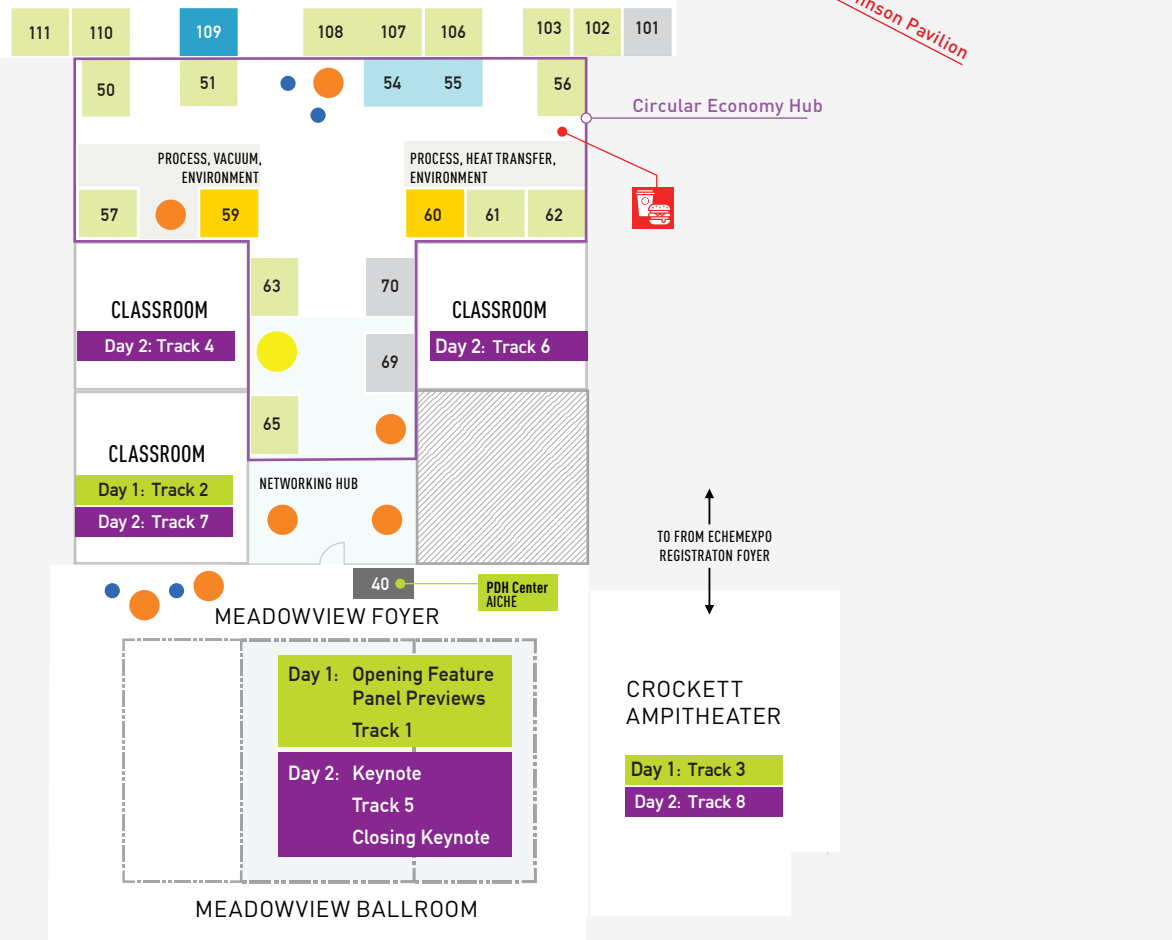 111
110
109
108
107
106
103
102
101
Pavilion
50
51
54
55
56
Circular Economy Hub
PROCESS, VACUUM,
ENVIRONMENT
PROCESS, HEAT TRANSFER,
ENVIRONMENT
57
59
60
61
62
CLASSROOM
Day 2: Track 4
63
70
69
65
CLASSROOM
Day 2: Track 6
CLASSROOM
Day 1: Track 2
Day 2: Track 7
NETWORKING HUB
TO FROM ECHEMEXPO
REGISTRATON FOYER
40
PDH Center
AICHE
MEADOWVIEW FOYER
Day 1: Opening Feature
Panel Previews
Track 1
Day 2: Keynote
Track 5
Closing Keynote
MEADOWVIEW BALLROOM
CROCKETT
AMPITHEATER
Day 1: Track 3
Day 2: Track 8